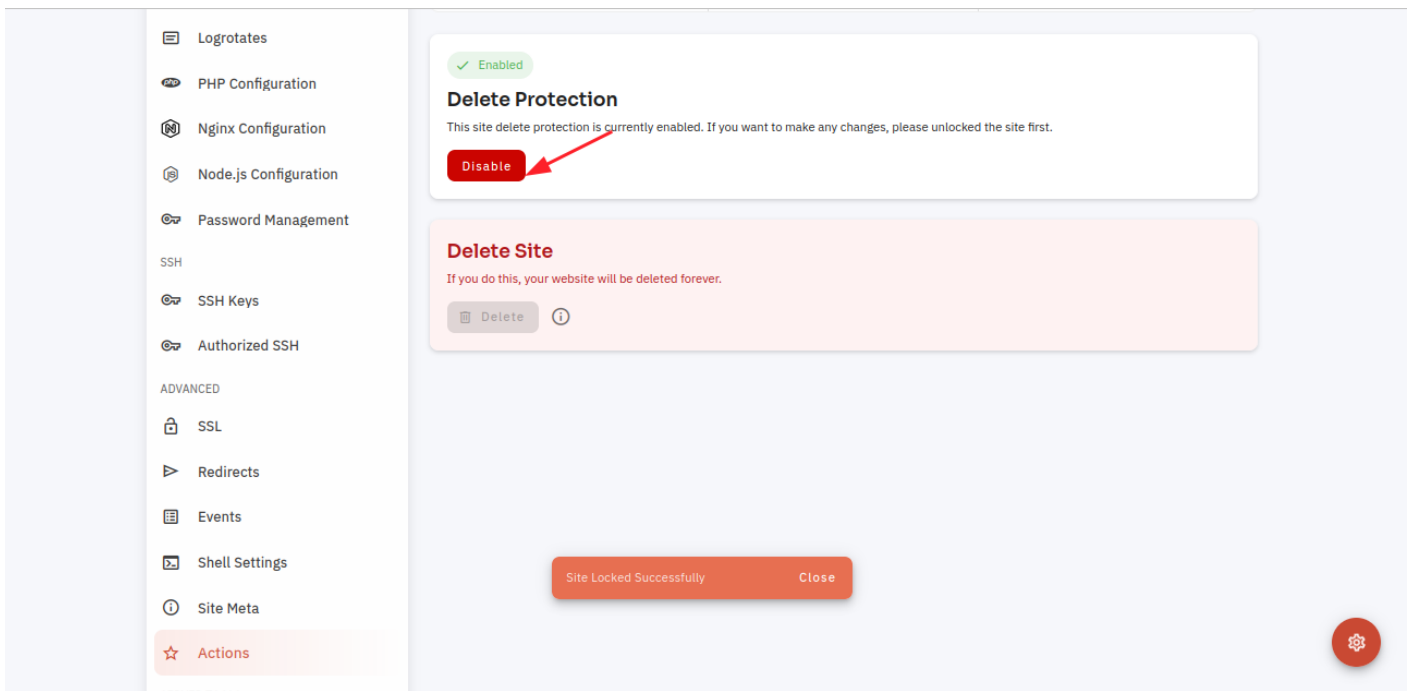 Logrotates
PHP Configuration
Nginx Configuration
Node.js Configuration
Password Management
SSH
SSH Keys
Authorized SSH
ADVANCED
SSL
Redirects
Events
Shell Settings
Site Meta
Actions
Enabled
Delete Protection
This site delete protection is currently enabled. If you want to make any changes, please unlocked the site first.
Disable
Delete Site
If you do this, your website will be deleted forever.
Delete
Site Locked Successfully Close